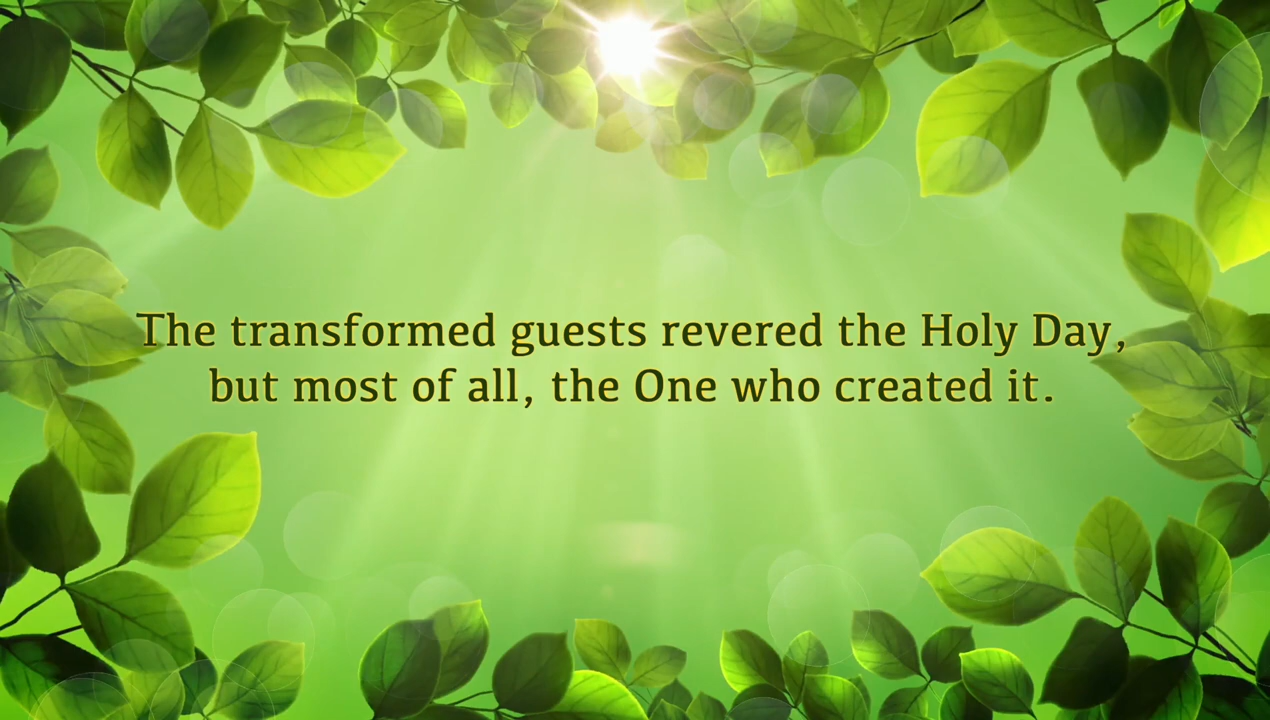 The transformed guests revered the Holy Day,
but most of all, the One who created it.